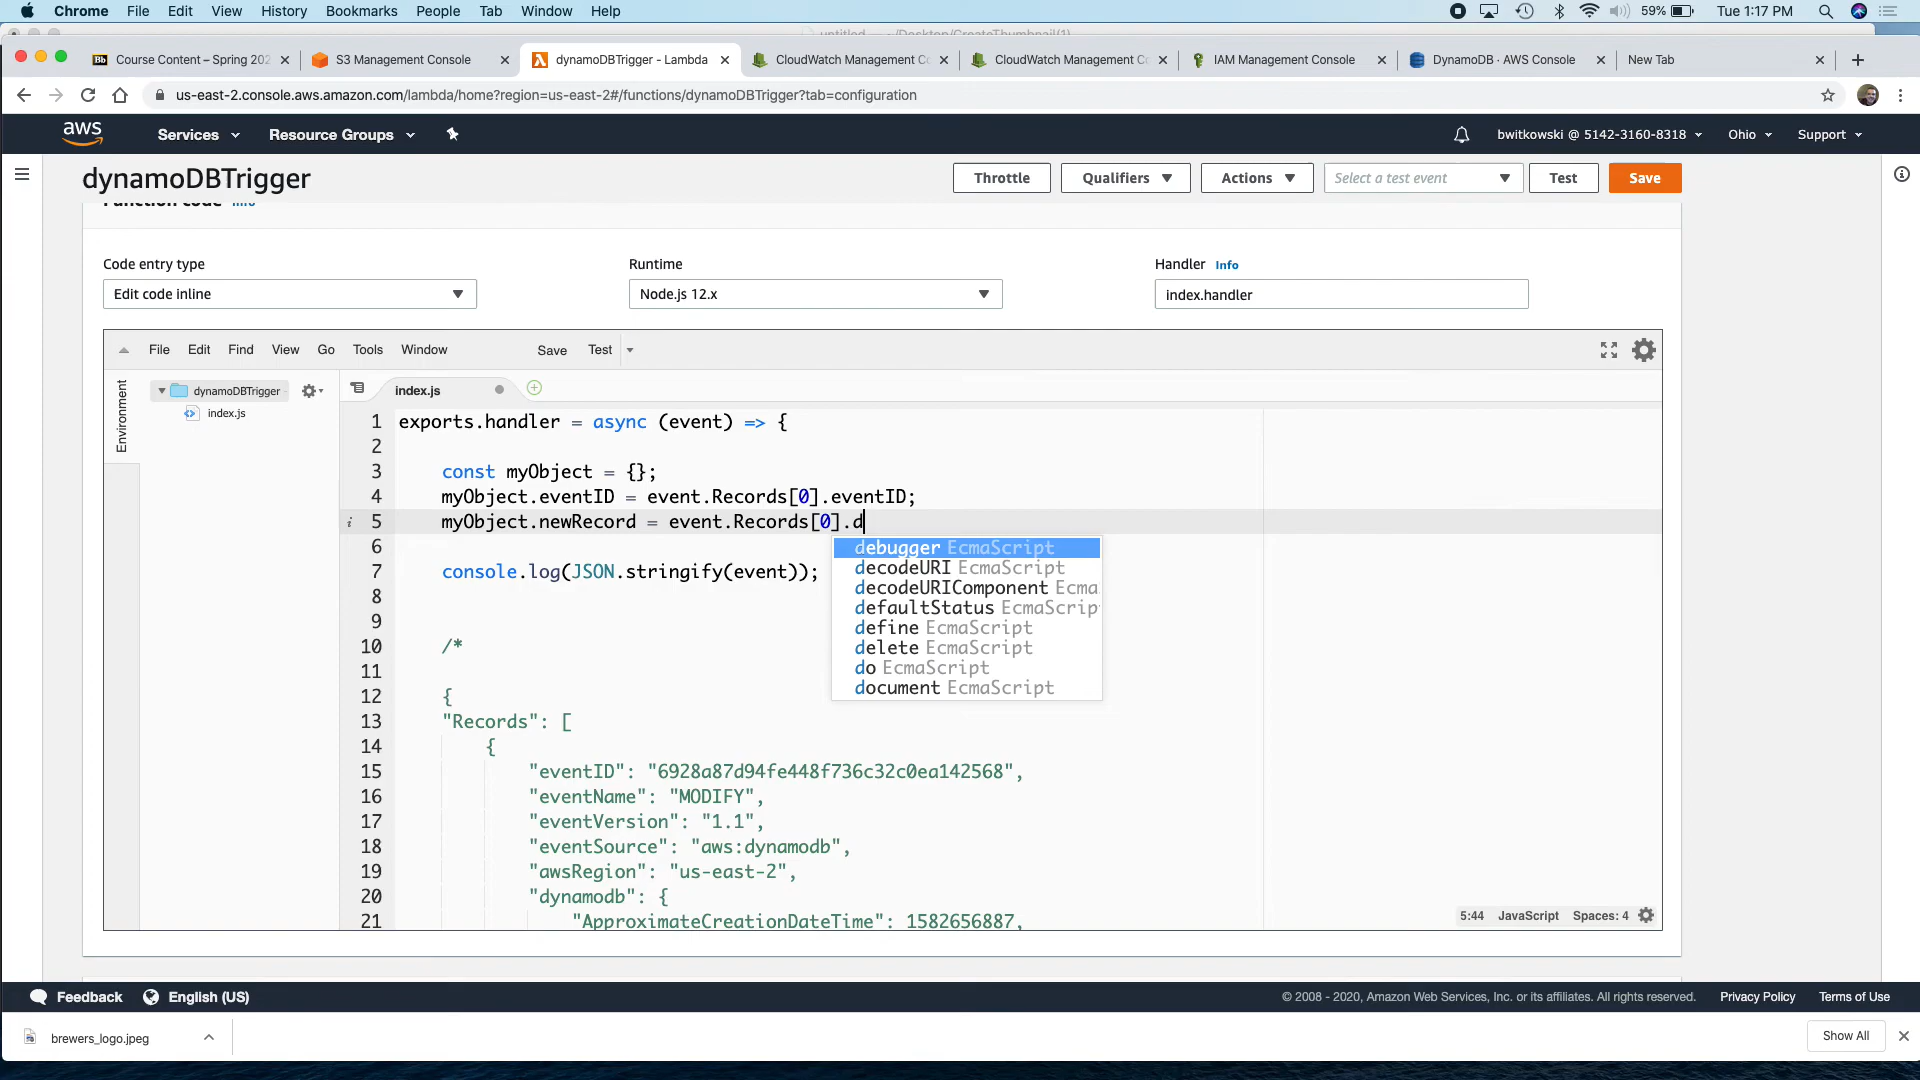 Chrome File Edit View History Bookmarks People Tab Window Help 59% Tue 1:17 PM
untitled — ~/Desktop/CreateThumbnail(1)
Bb Course Content – Spring 202 S3 Management Console dynamoDBTrigger - Lambda CloudWatch Management Co CloudWatch Management Co IAM Management Console DynamoDB · AWS Console New Tab
us-east-2.console.aws.amazon.com/lambda/home?region=us-east-2#/functions/dynamoDBTrigger?tab=configuration
aws Services Resource Groups bwitkowski @ 5142-3160-8318 Ohio Support
dynamoDBTrigger Throttle Qualifiers Actions Select a test event Test Save
Function code Info
Code entry type Runtime Handler Info
Edit code inline Node.js 12.x index.handler
File Edit Find View Go Tools Window Save Test
Environment
dynamoDBTrigger
index.js
index.js
1 exports.handler = async (event) => {
2
3 const myObject = {};
4 myObject.eventID = event.Records[0].eventID;
i 5 myObject.newRecord = event.Records[0].d
6
7 console.log(JSON.stringify(event));
8
9
10 /*
11
12 {
13 "Records": [
14 {
15 "eventID": "6928a87d94fe448f736c32c0ea142568",
16 "eventName": "MODIFY",
17 "eventVersion": "1.1",
18 "eventSource": "aws:dynamodb",
19 "awsRegion": "us-east-2",
20 "dynamodb": {
21 "ApproximateCreationDateTime": 1582656887,
debugger EcmaScript
decodeURI EcmaScript
decodeURIComponent Ecma
defaultStatus EcmaScrip
define EcmaScript
delete EcmaScript
do EcmaScript
document EcmaScript
5:44 JavaScript Spaces: 4
Feedback English (US) © 2008 - 2020, Amazon Web Services, Inc. or its affiliates. All rights reserved. Privacy Policy Terms of Use
brewers_logo.jpeg Show All